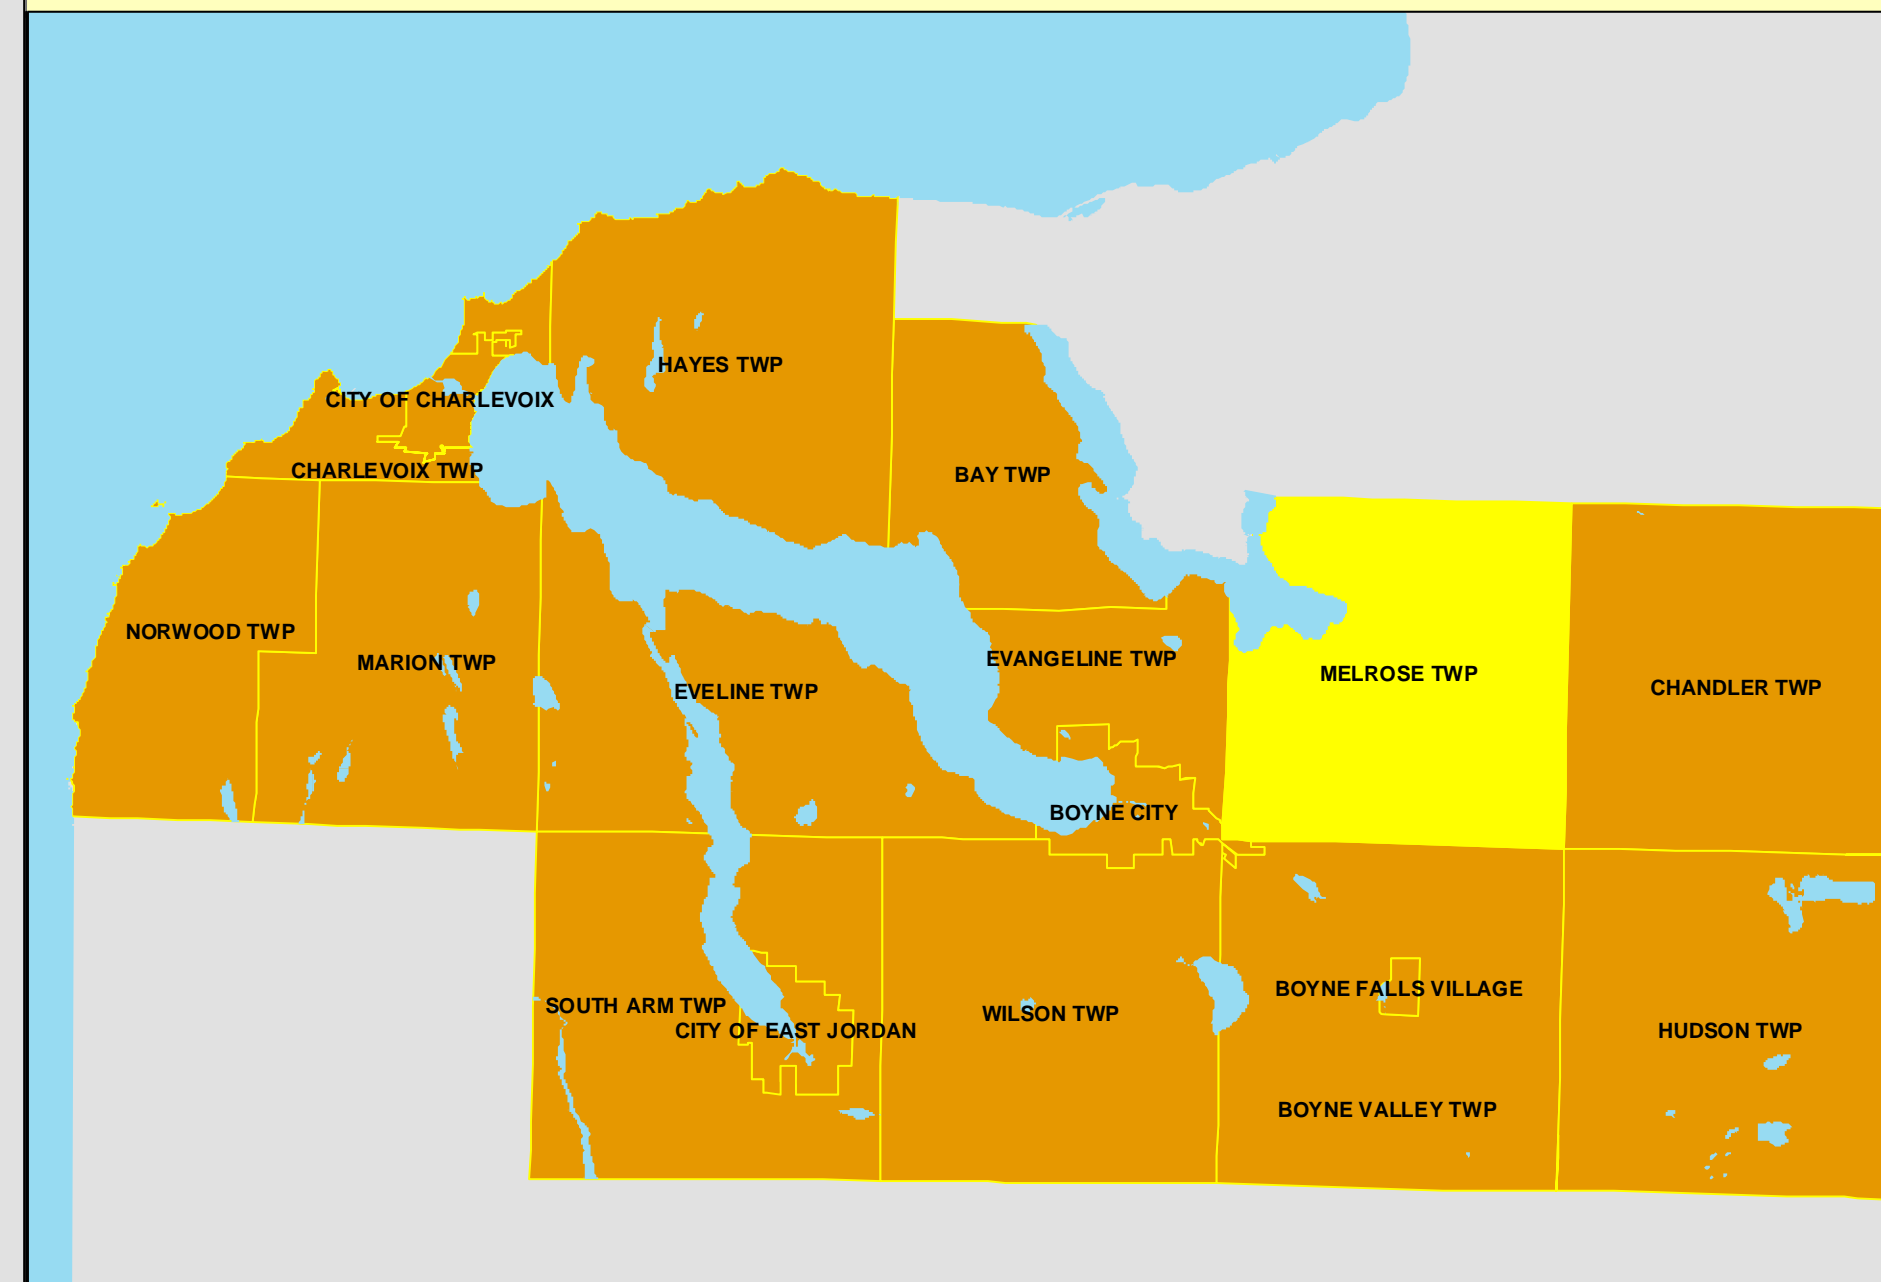 HAYES TWP
CITY OF CHARLEVOIX
CHARLEVOIX TWP
BAY TWP
NORWOOD TWP
MARION TWP
EVELINE TWP
EVANGELINE TWP
MELROSE TWP
CHANDLER TWP
BOYNE CITY
SOUTH ARM TWP
CITY OF EAST JORDAN
WILSON TWP
BOYNE FALLS VILLAGE
HUDSON TWP
BOYNE VALLEY TWP